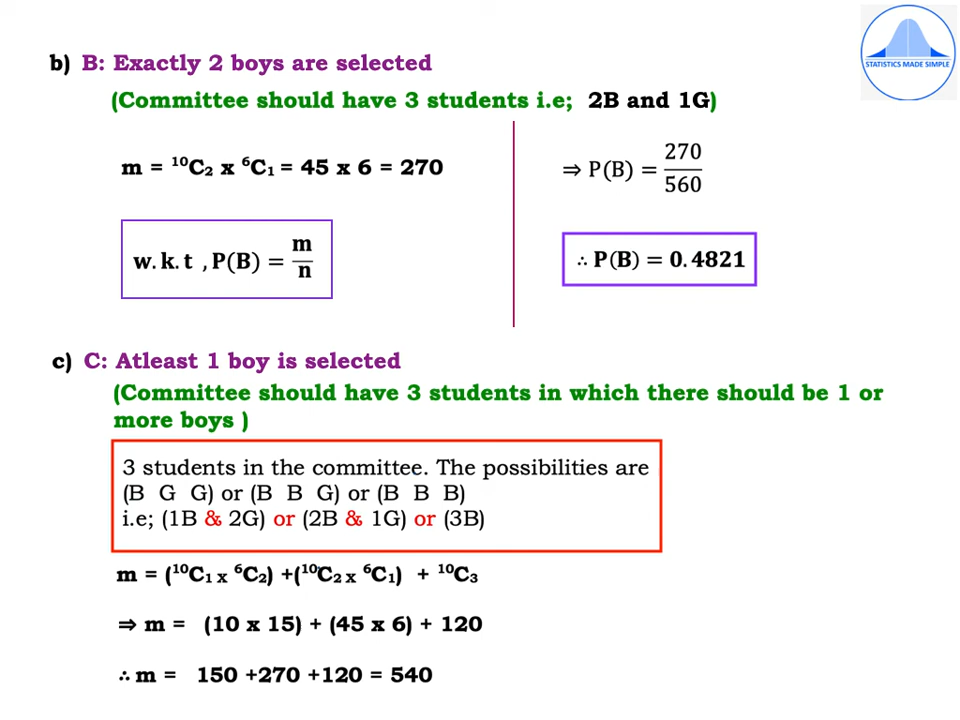 STATISTICS MADE SIMPLE
b) B: Exactly 2 boys are selected
(Committee should have 3 students i.e; 2B and 1G)
m = ¹⁰C₂ x ⁶C₁ = 45 x 6 = 270
w.k.t , P(B) = m/n
⇒ P(B) = 270/560
∴ P(B) = 0.4821
c) C: Atleast 1 boy is selected
(Committee should have 3 students in which there should be 1 or
more boys )
3 students in the committee. The possibilities are
(B G G) or (B B G) or (B B B)
i.e; (1B & 2G) or (2B & 1G) or (3B)
m = (¹⁰C₁ x ⁶C₂) +(¹⁰C₂ x ⁶C₁) + ¹⁰C₃
⇒ m = (10 x 15) + (45 x 6) + 120
∴ m = 150 +270 +120 = 540